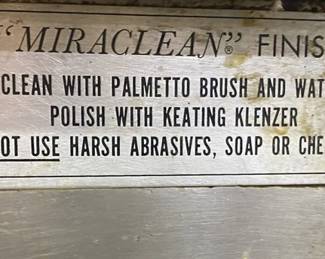 "MIRACLEAN"® FINIS
CLEAN WITH PALMETTO BRUSH AND WAT
POLISH WITH KEATING KLENZER
OT USE HARSH ABRASIVES, SOAP OR CHE